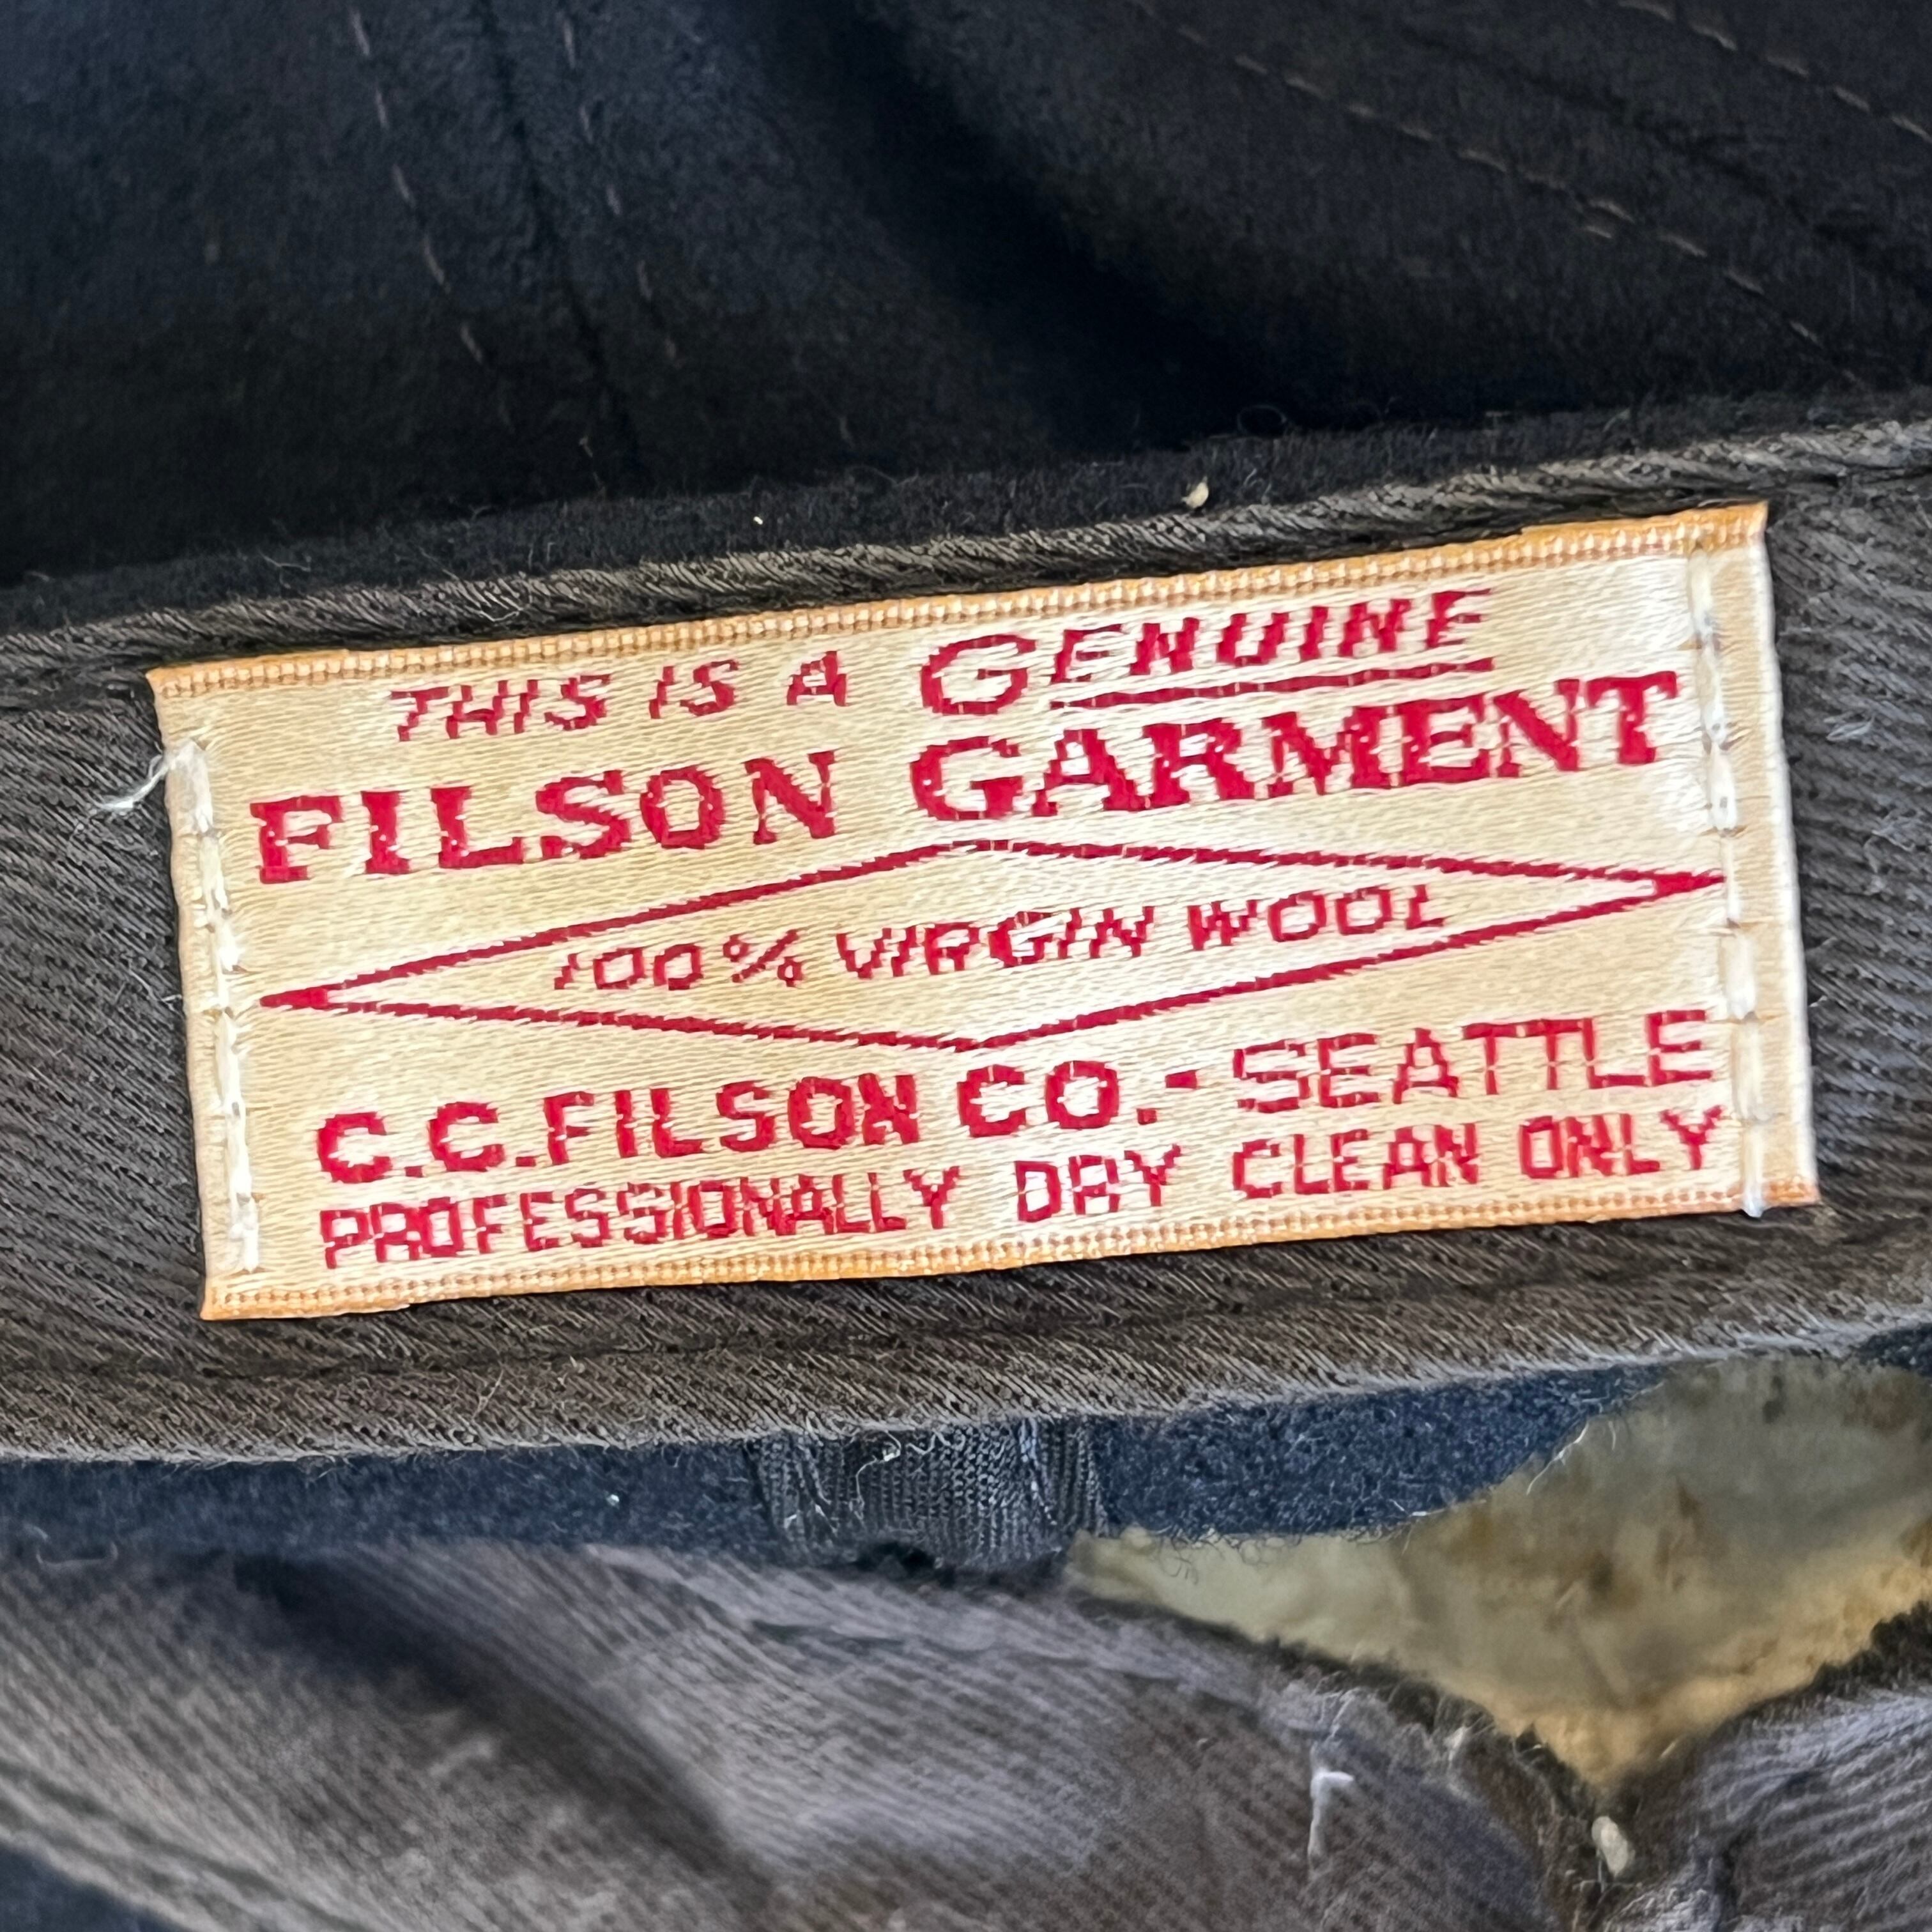 THIS IS A GENUINE
FILSON GARMENT
100% VIRGIN WOOL
C.C. FILSON CO.- SEATTLE
PROFESSIONALLY DRY CLEAN ONLY